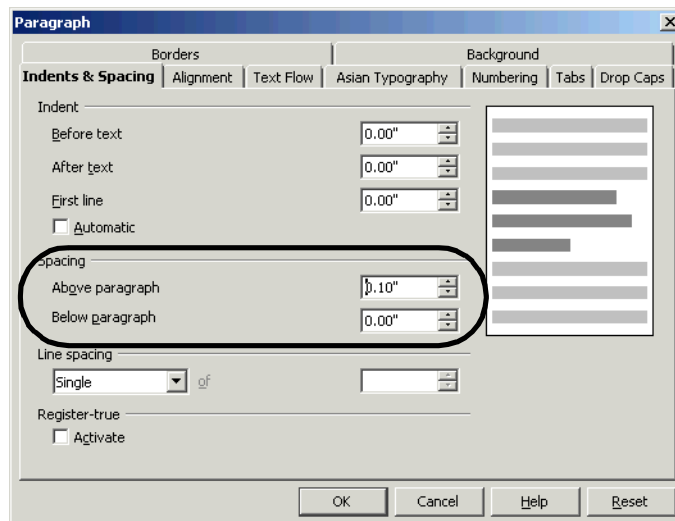 Paragraph
Borders Background
Indents & Spacing Alignment Text Flow Asian Typography Numbering Tabs Drop Caps
Indent
Before text 0.00"
After text 0.00"
First line 0.00"
Automatic
Spacing
Above paragraph 0.10"
Below paragraph 0.00"
Line spacing
Single of
Register-true
Activate
OK Cancel Help Reset